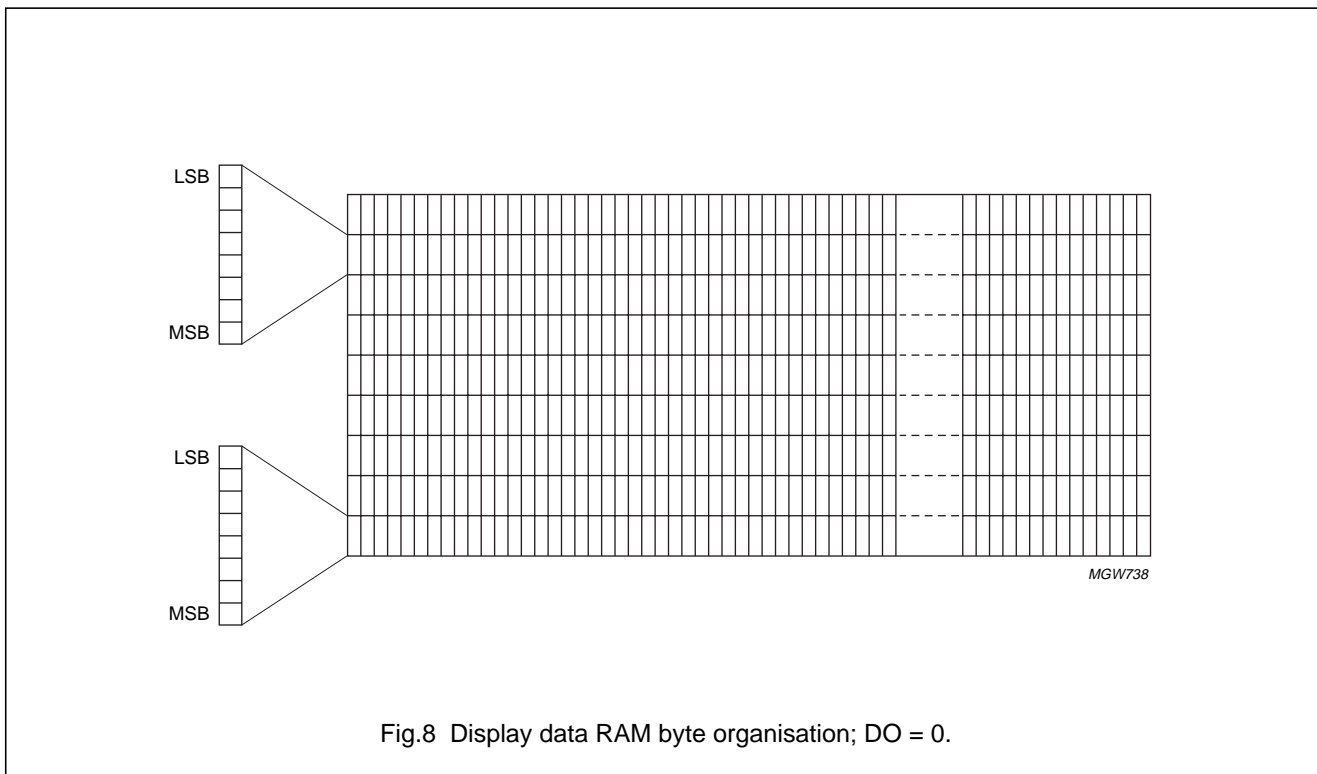 LSB
MSB
LSB
MSB
MGW738
Fig.8 Display data RAM byte organisation; DO = 0.